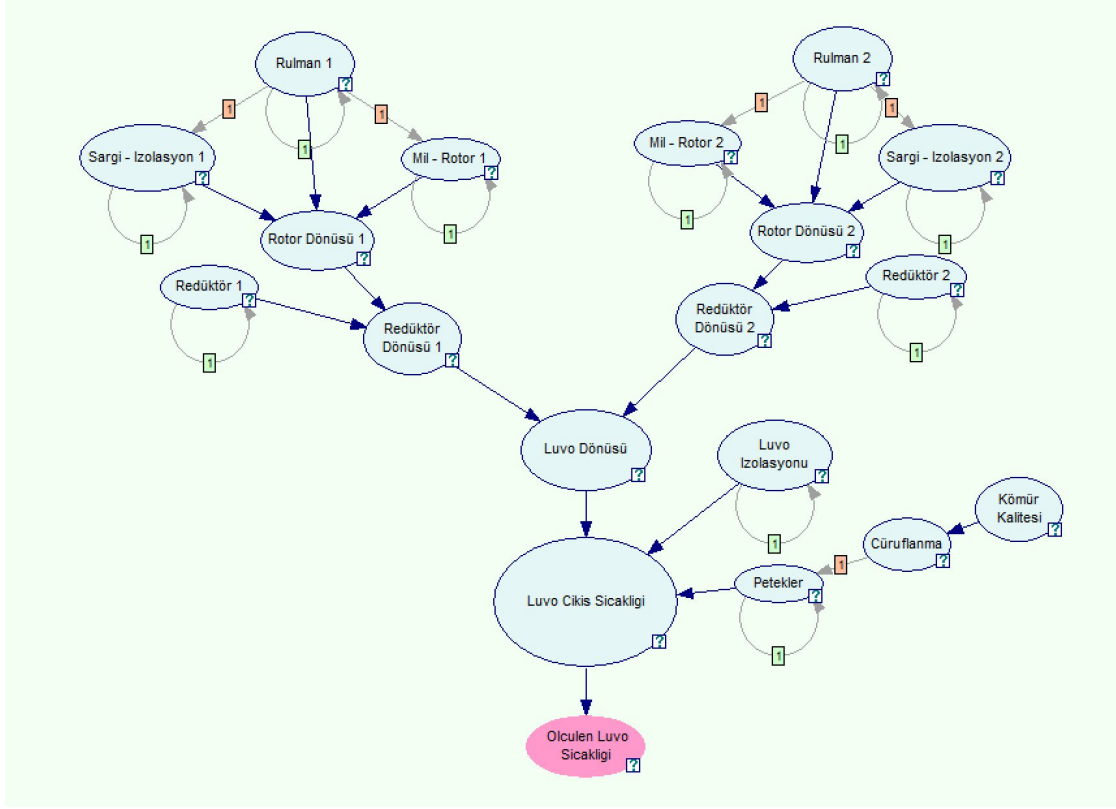 Rulman 1
Rulman 2
1
1
1
1
1
1
Sargi - Izolasyon 1
Mil - Rotor 1
Mil - Rotor 2
Sargi - Izolasyon 2
?
?
?
?
?
?
1
1
1
1
Rotor Dönüsü 1
Rotor Dönüsü 2
?
?
Redüktör 1
Redüktör 2
?
?
1
1
Redüktör
Dönüsü 1
Redüktör
Dönüsü 2
?
?
Luvo Dönüsü
?
Luvo
Izolasyonu
?
1
Kömür
Kalitesi
?
Cüruflanma
?
1
Petekler
?
1
Luvo Cikis Sicakligi
?
Olculen Luvo
Sicakligi
?